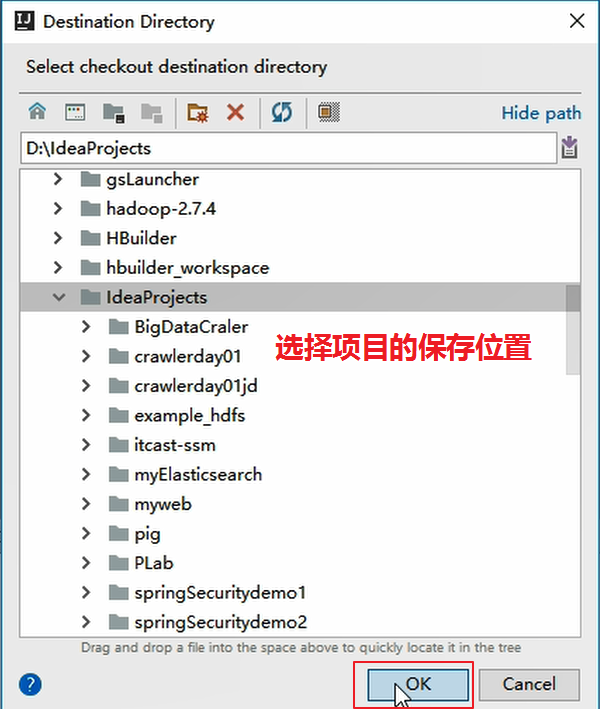 IJ Destination Directory
Select checkout destination directory
Hide path
D:\IdeaProjects
gsLauncher
hadoop-2.7.4
HBuilder
hbuilder_workspace
IdeaProjects
BigDataCraler
crawlerday01
选择项目的保存位置
crawlerday01jd
example_hdfs
itcast-ssm
myElasticsearch
myweb
pig
PLab
springSecuritydemo1
springSecuritydemo2
Drag and drop a file into the space above to quickly locate it in the tree
? OK Cancel